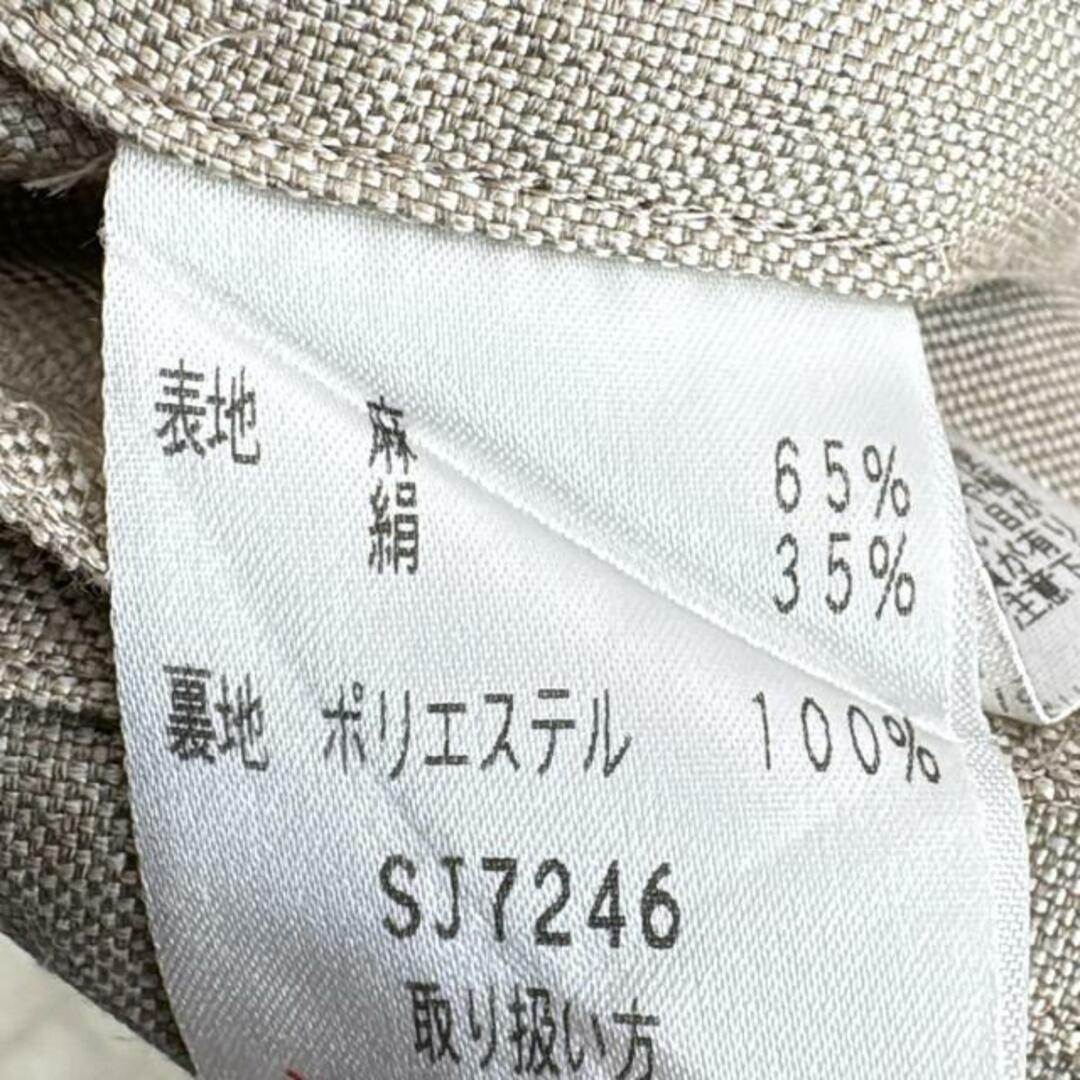 表地 麻 65%
絹 35%
裏地 ポリエステル 100%
SJ7246
取り扱い方